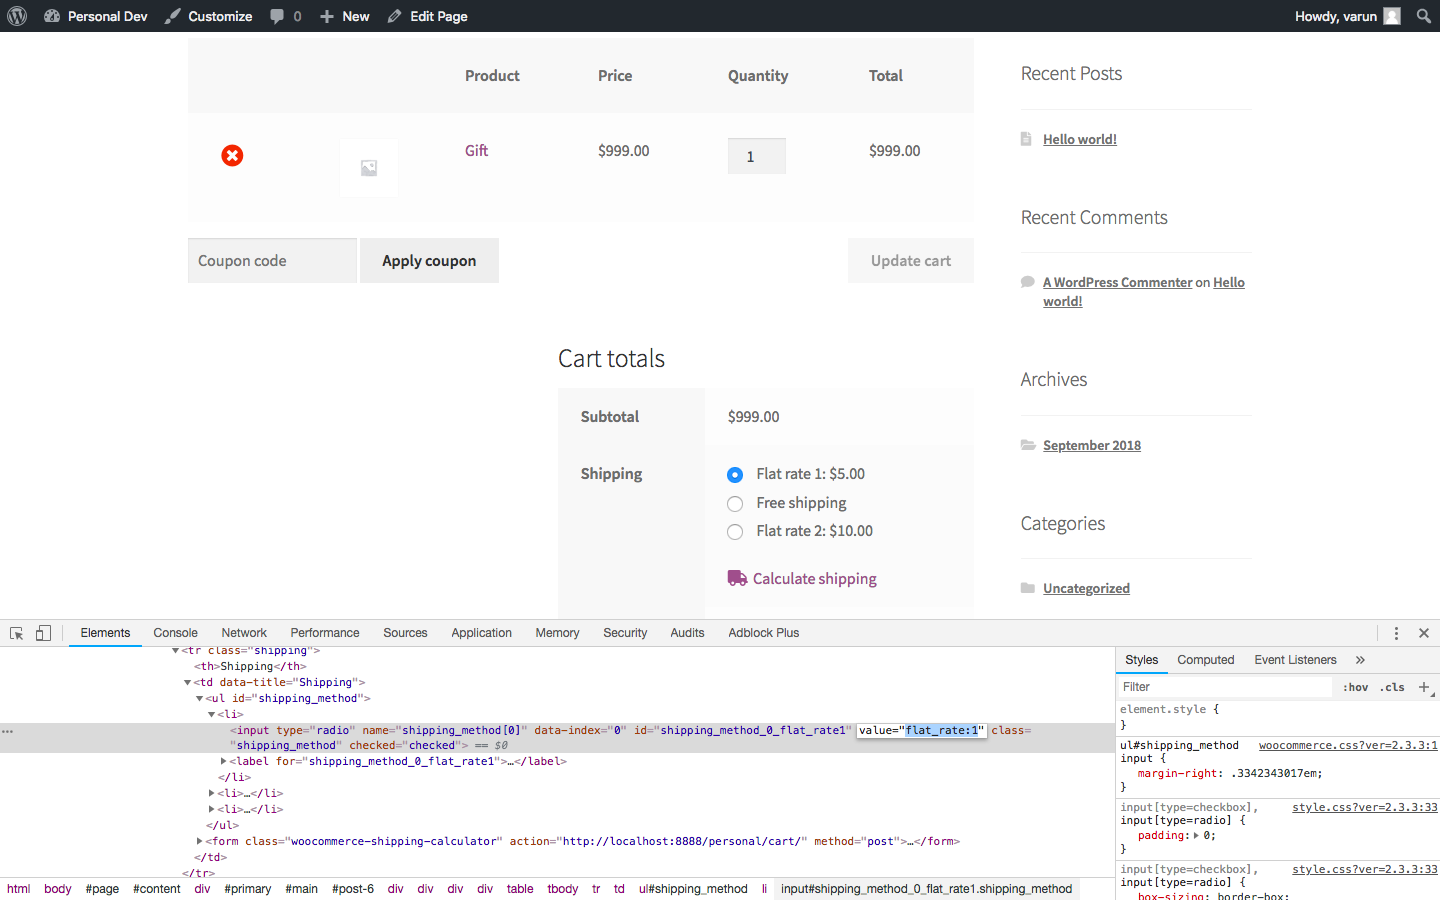 Personal Dev Customize 0 New Edit Page Howdy, varun
Product Price Quantity Total
Gift $999.00 1 $999.00
Coupon code Apply coupon Update cart
Cart totals
Subtotal $999.00
Shipping Flat rate 1: $5.00
Free shipping
Flat rate 2: $10.00
Calculate shipping
Recent Posts
Hello world!
Recent Comments
A WordPress Commenter on Hello
world!
Archives
September 2018
Categories
Uncategorized
Elements Console Network Performance Sources Application Memory Security Audits Adblock Plus
▼<tr class="shipping">
<th>Shipping</th>
▼<td data-title="Shipping">
▼<ul id="shipping_method">
▼<li>
… <input type="radio" name="shipping_method[0]" data-index="0" id="shipping_method_0_flat_rate1" value="flat_rate:1" class=
"shipping_method" checked="checked"> == $0
▶<label for="shipping_method_0_flat_rate1">…</label>
</li>
▶<li>…</li>
▶<li>…</li>
</ul>
▶<form class="woocommerce-shipping-calculator" action="http://localhost:8888/personal/cart/" method="post">…</form>
</td>
</tr>
html body #page #content div #primary #main #post-6 div div div div table tbody tr td ul#shipping_method li input#shipping_method_0_flat_rate1.shipping_method
Styles Computed Event Listeners »
Filter :hov .cls +
element.style {
}
ul#shipping_method woocommerce.css?ver=2.3.3:1
input {
margin-right: .3342343017em;
}
input[type=checkbox], style.css?ver=2.3.3:33
input[type=radio] {
padding:▶ 0;
}
input[type=checkbox], style.css?ver=2.3.3:33
input[type=radio] {
box-sizing: border-box;